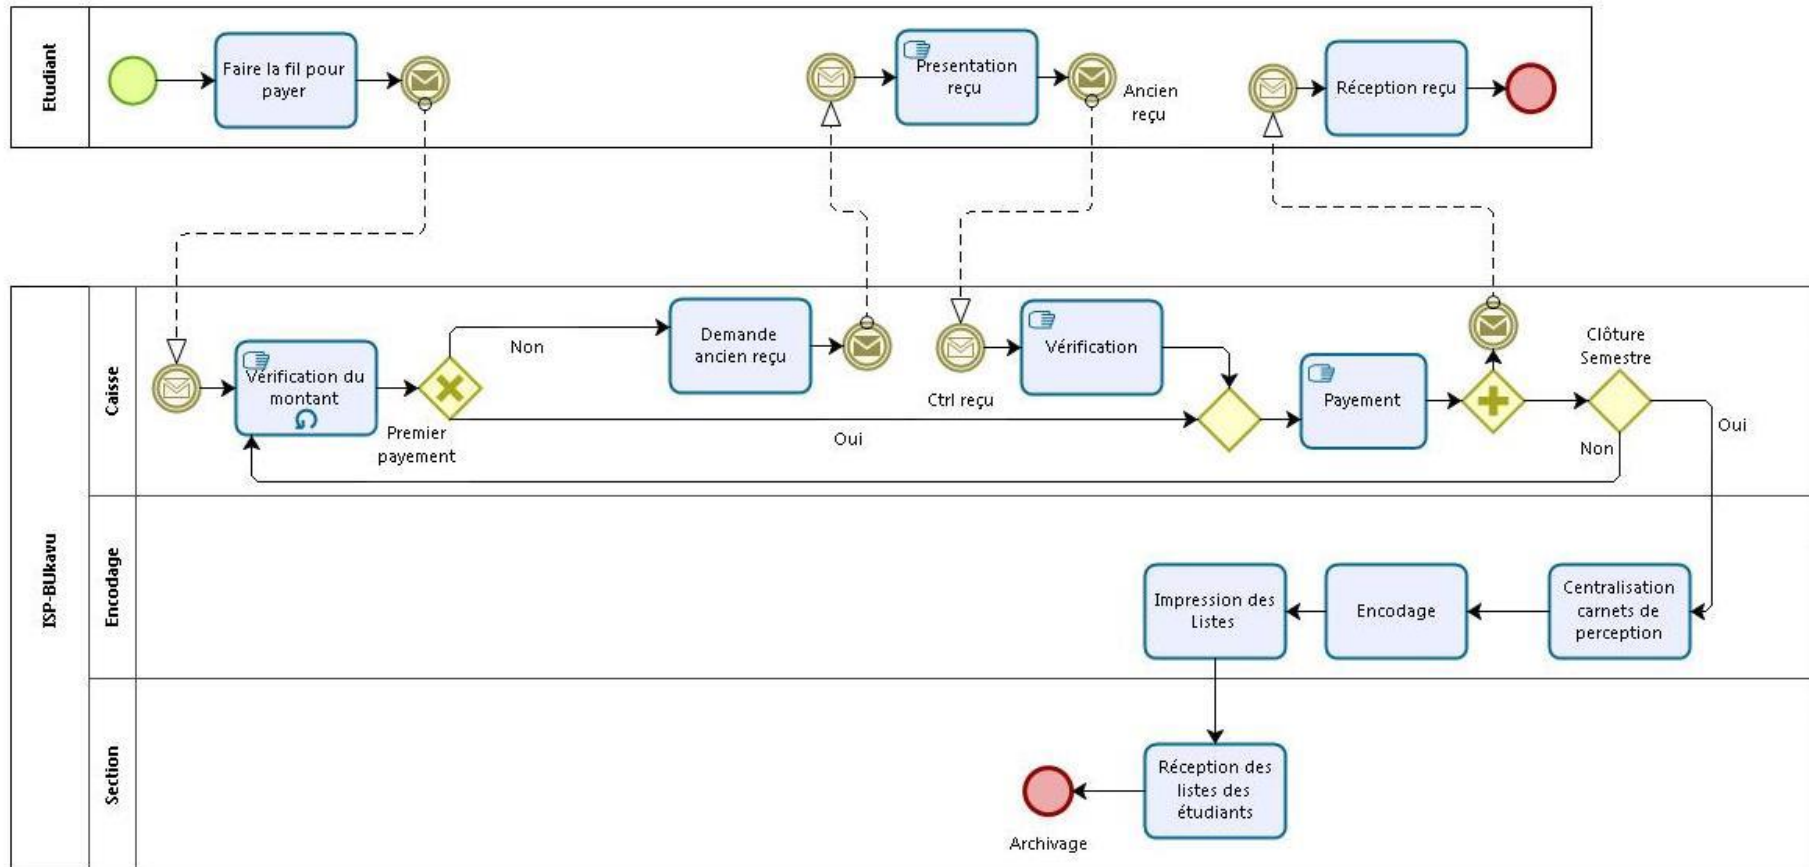 Etudiant
Faire la fil pour
payer
Presentation
reçu
Ancien
reçu
Réception reçu
ISP-BUkavu
Caisse
Vérification du
montant
Premier
payement
Non
Oui
Demande
ancien reçu
Ctrl reçu
Vérification
Payement
Clôture
Semestre
Non
Oui
Encodage
Impression des
Listes
Encodage
Centralisation
carnets de
perception
Section
Archivage
Réception des
listes des
étudiants